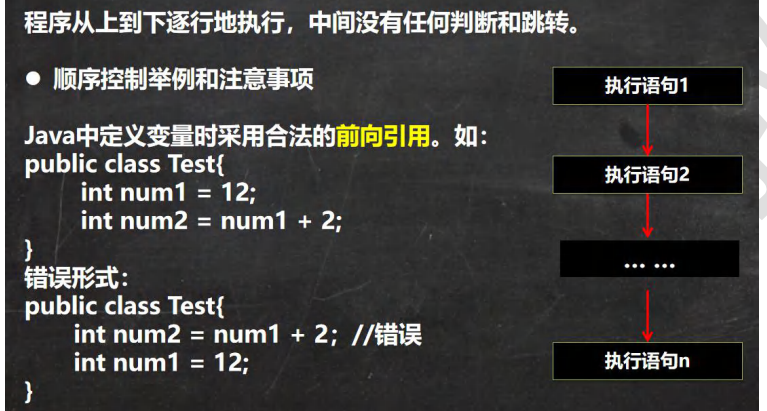 程序从上到下逐行地执行，中间没有任何判断和跳转。
● 顺序控制举例和注意事项
Java中定义变量时采用合法的前向引用。如：
public class Test{
int num1 = 12;
int num2 = num1 + 2;
}
错误形式：
public class Test{
int num2 = num1 + 2；//错误
int num1 = 12;
}
执行语句1
执行语句2
... ...
执行语句n